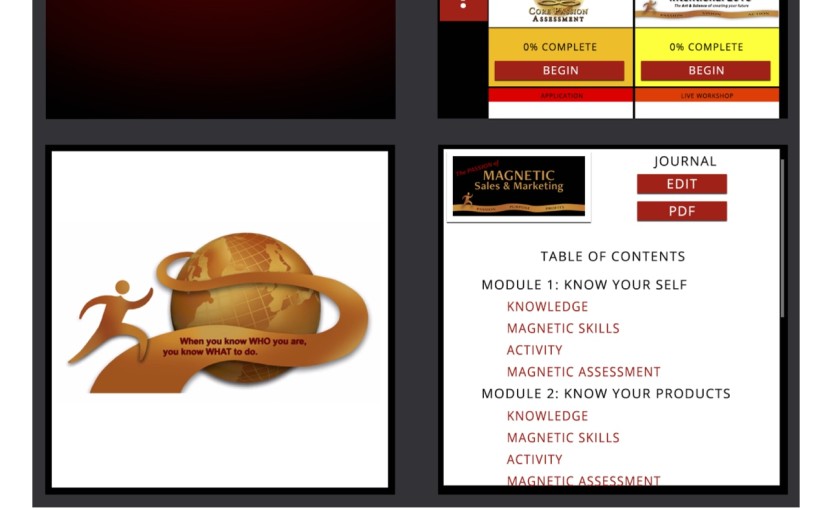 CORE PASSION
ASSESSMENT
The Art & Science of creating your future
0% COMPLETE
BEGIN
0% COMPLETE
BEGIN
APPLICATION
LIVE WORKSHOP
When you know WHO you are,
you know WHAT to do.
MAGNETIC
Sales & Marketing
JOURNAL
EDIT
PDF
TABLE OF CONTENTS
MODULE 1: KNOW YOUR SELF
KNOWLEDGE
MAGNETIC SKILLS
ACTIVITY
MAGNETIC ASSESSMENT
MODULE 2: KNOW YOUR PRODUCTS
KNOWLEDGE
MAGNETIC SKILLS
ACTIVITY
MAGNETIC ASSESSMENT